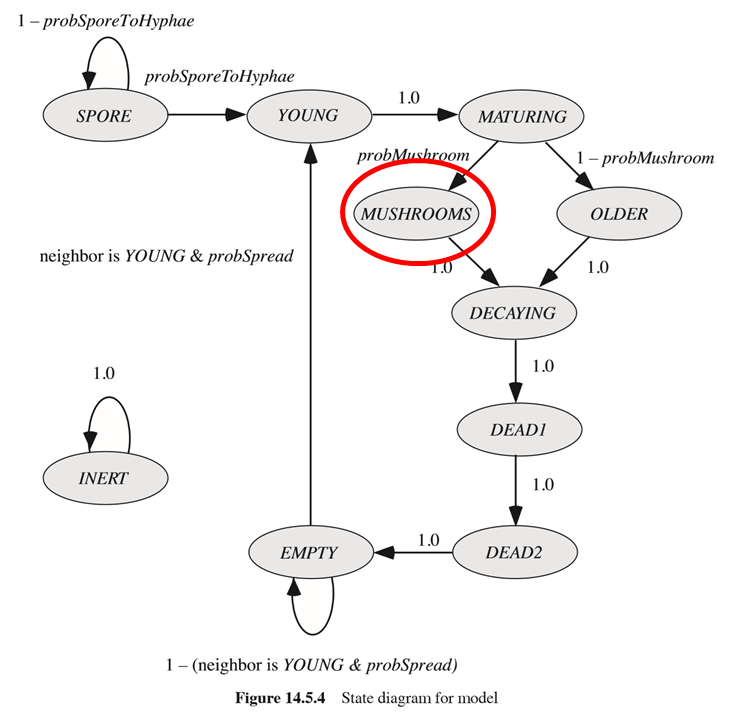 1 – probSporeToHyphae
probSporeToHyphae
SPORE
YOUNG
1.0
MATURING
probMushroom
1 – probMushroom
MUSHROOMS
OLDER
neighbor is YOUNG & probSpread
1.0
1.0
DECAYING
1.0
1.0
DEAD1
INERT
1.0
EMPTY
1.0
DEAD2
1 – (neighbor is YOUNG & probSpread)
Figure 14.5.4 State diagram for model